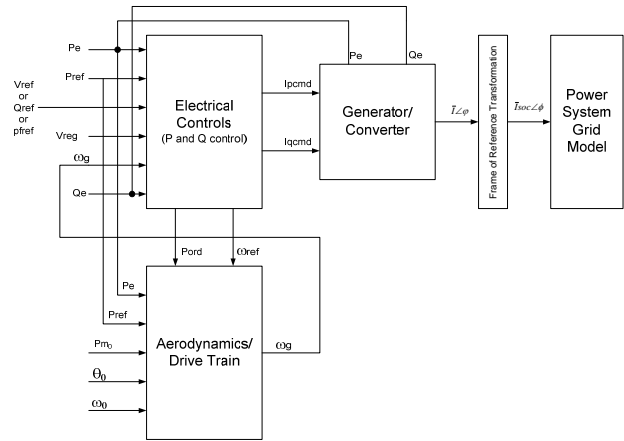 Pe
Qe
Pe
Pref
Vref
or
Qref
or
pfref
Vreg
ωg
Qe
Electrical
Controls
(P and Q control)
Ipcmd
Iqcmd
Pe
Qe
Generator/
Converter
Ī∠φ
Frame of Reference Transformation
Īsoc∠ϕ
Power
System
Grid
Model
Pord
ωref
Pe
Pref
Pm₀
θ₀
ω₀
Aerodynamics/
Drive Train
ωg